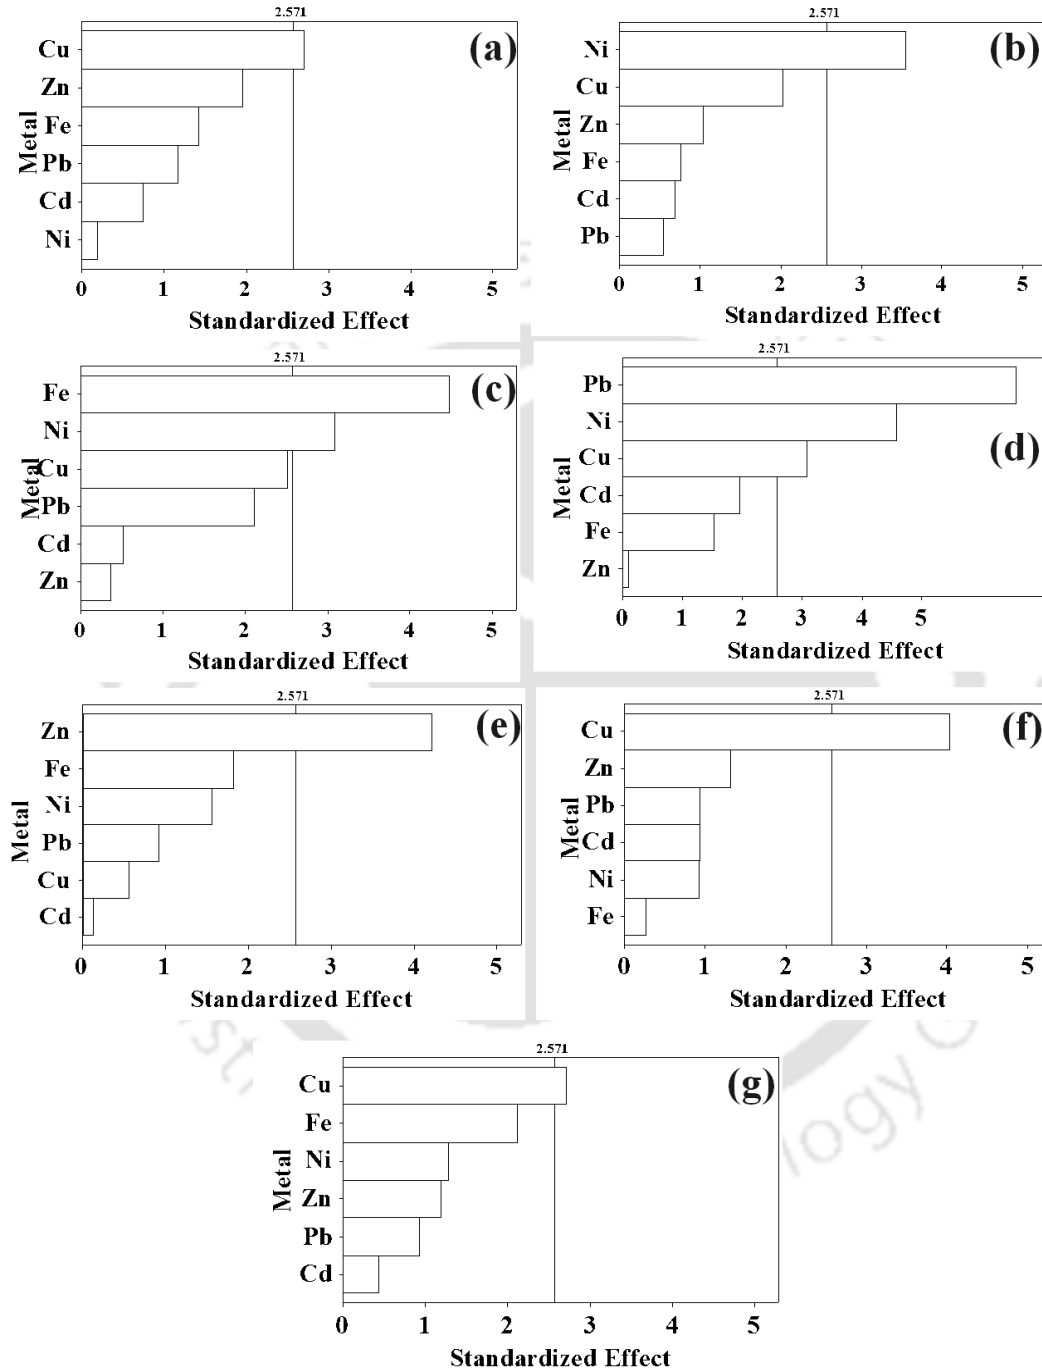 2.571
(a)
Cu
Zn
Fe
Pb
Cd
Ni
Metal
0 1 2 3 4 5
Standardized Effect
2.571
(b)
Ni
Cu
Zn
Fe
Cd
Pb
Metal
0 1 2 3 4 5
Standardized Effect
2.571
(c)
Fe
Ni
Cu
Pb
Cd
Zn
Metal
0 1 2 3 4 5
Standardized Effect
2.571
(d)
Pb
Ni
Cu
Cd
Fe
Zn
Metal
0 1 2 3 4 5
Standardized Effect
2.571
(e)
Zn
Fe
Ni
Pb
Cu
Cd
Metal
0 1 2 3 4 5
Standardized Effect
2.571
(f)
Cu
Zn
Pb
Cd
Ni
Fe
Metal
0 1 2 3 4 5
Standardized Effect
2.571
(g)
Cu
Fe
Ni
Zn
Pb
Cd
Metal
0 1 2 3 4 5
Standardized Effect
ology